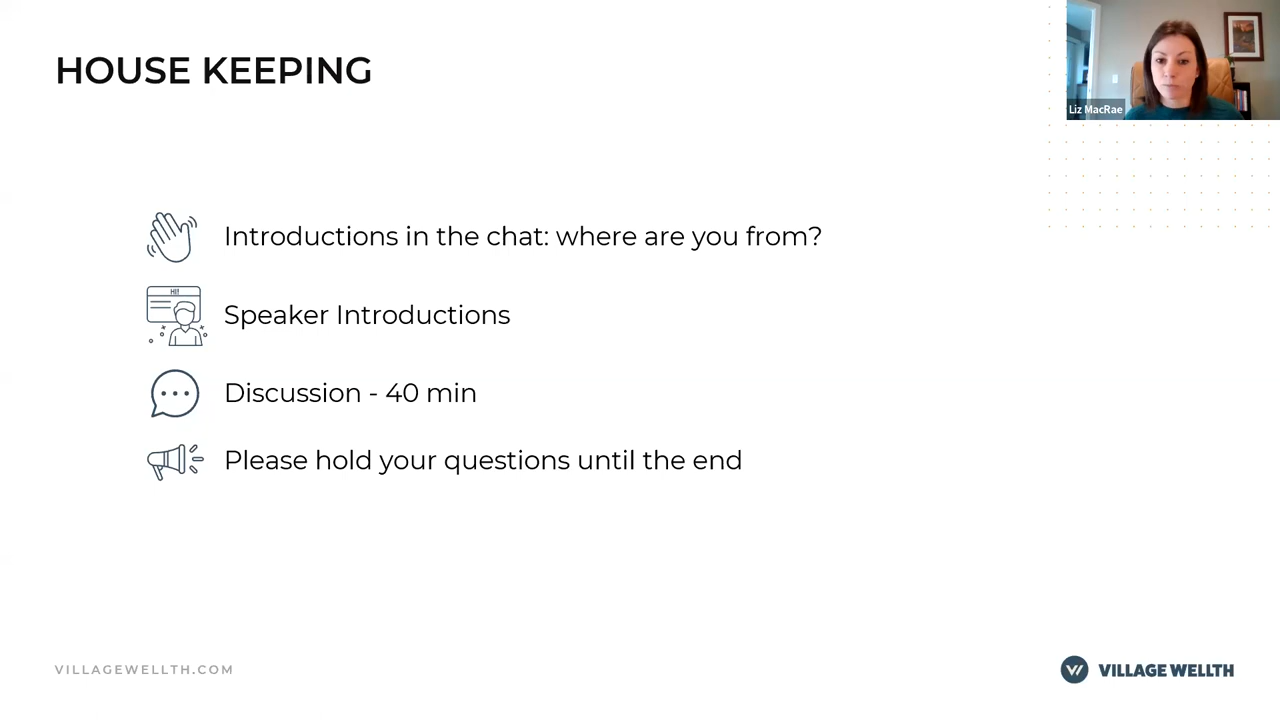 HOUSE KEEPING
Liz MacRae
Introductions in the chat: where are you from?
HI!
Speaker Introductions
Discussion - 40 min
Please hold your questions until the end
VILLAGEWELLTH.COM
VILLAGE WELLTH